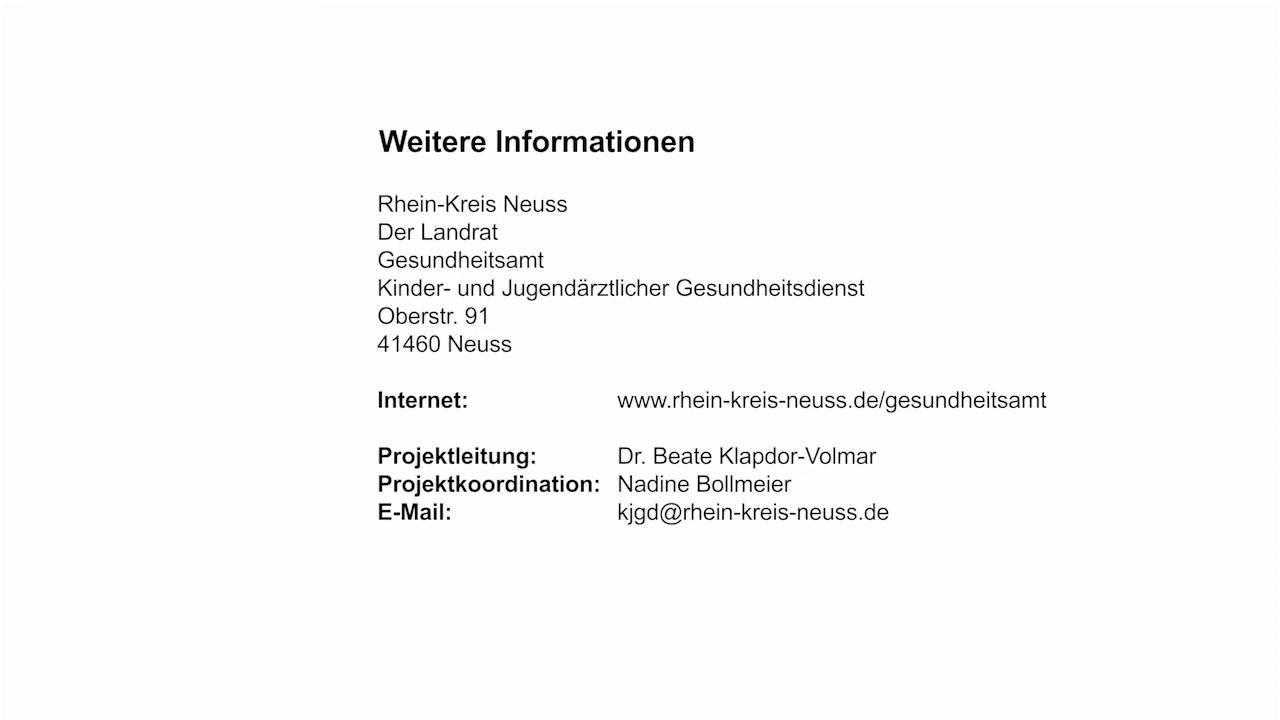 Weitere Informationen
Rhein-Kreis Neuss
Der Landrat
Gesundheitsamt
Kinder- und Jugendärztlicher Gesundheitsdienst
Oberstr. 91
41460 Neuss
Internet: www.rhein-kreis-neuss.de/gesundheitsamt
Projektleitung: Dr. Beate Klapdor-Volmar
Projektkoordination: Nadine Bollmeier
E-Mail: kjgd@rhein-kreis-neuss.de